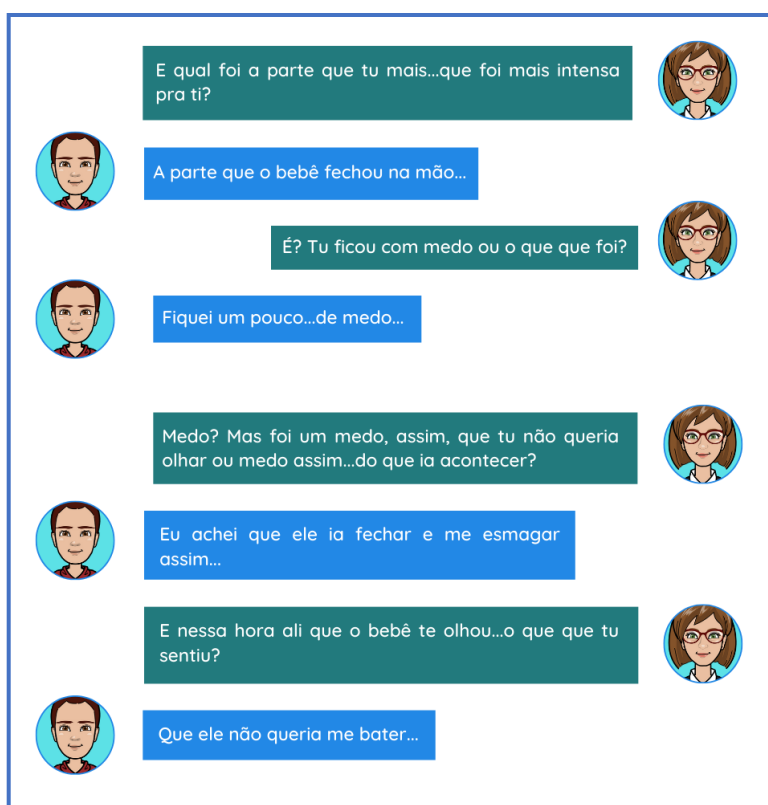 E qual foi a parte que tu mais...que foi mais intensa
pra ti?
A parte que o bebê fechou na mão...
É? Tu ficou com medo ou o que que foi?
Fiquei um pouco...de medo...
Medo? Mas foi um medo, assim, que tu não queria
olhar ou medo assim...do que ia acontecer?
Eu achei que ele ia fechar e me esmagar
assim...
E nessa hora ali que o bebê te olhou...o que que tu
sentiu?
Que ele não queria me bater...